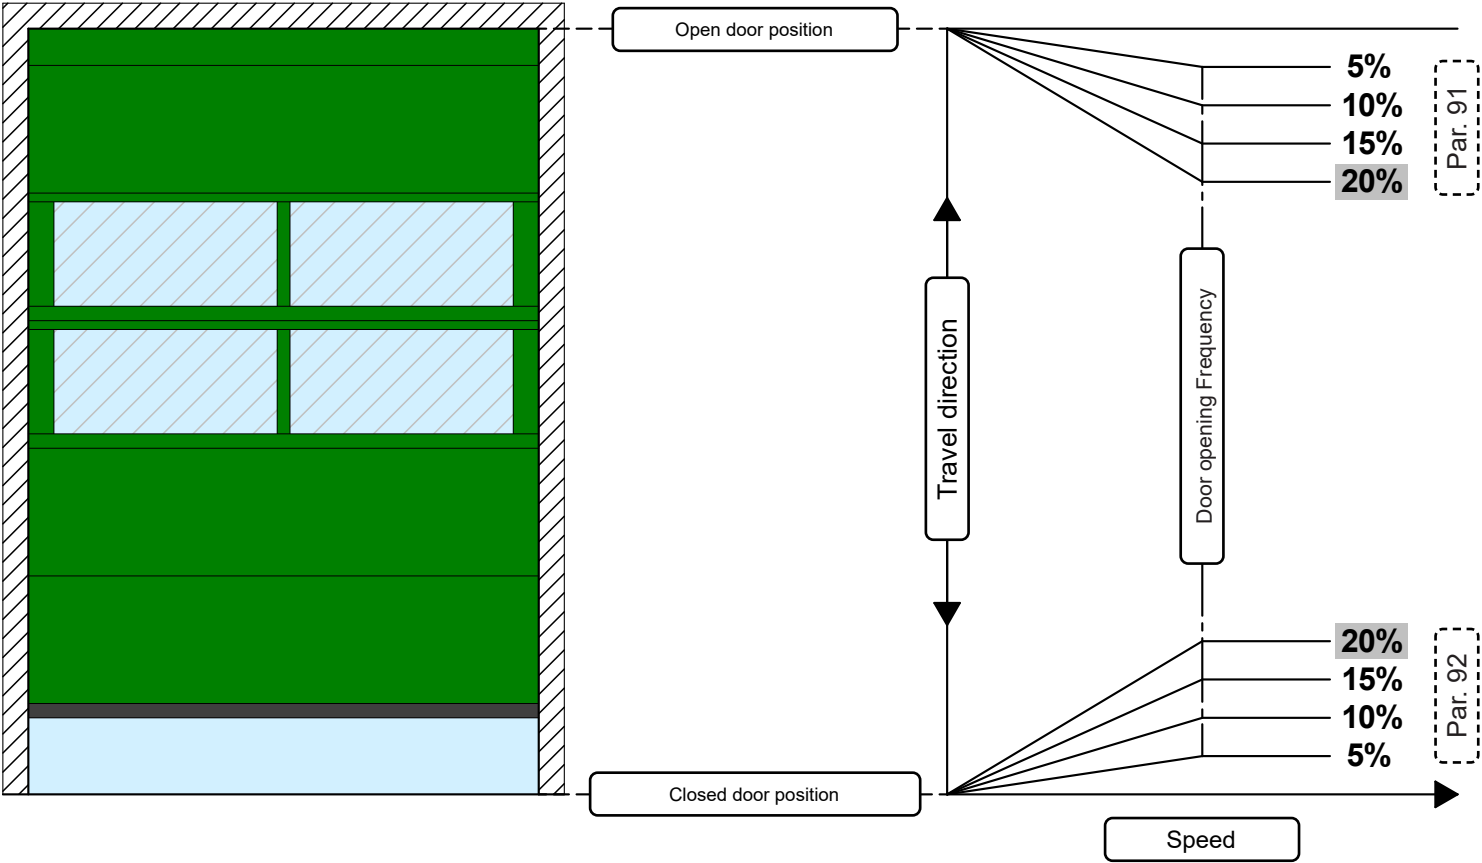 Open door position
5%
10%
15%
20%
Par. 91
Travel direction
Door opening Frequency
20%
15%
10%
5%
Par. 92
Closed door position
Speed